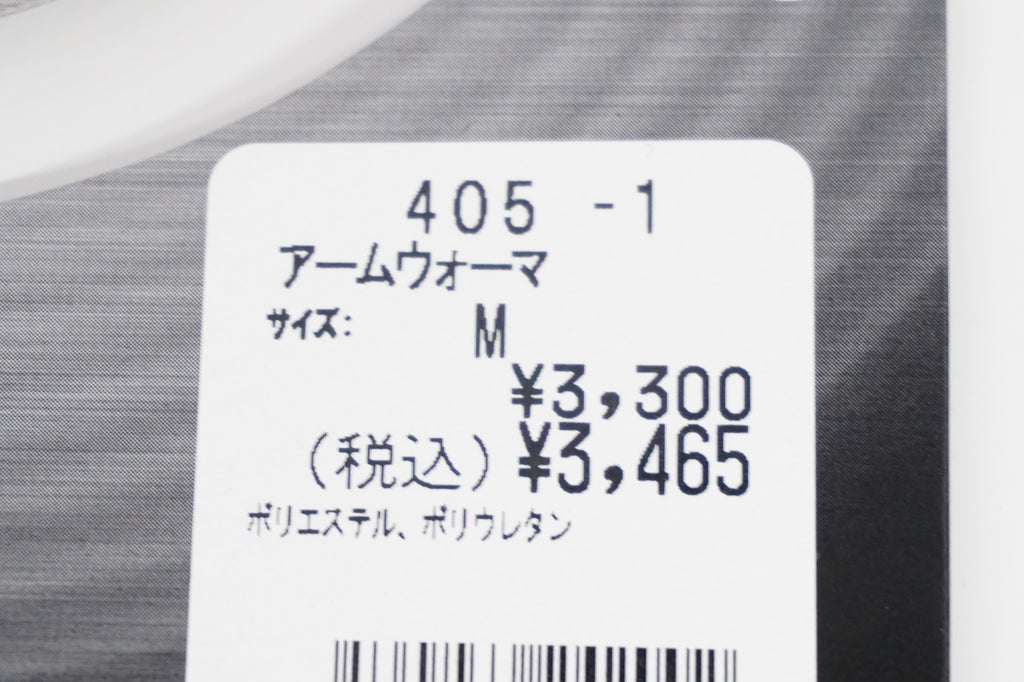 405 -1
アームウォーマ
サイズ: M
¥3,300
(税込) ¥3,465
ポリエステル、ポリウレタン